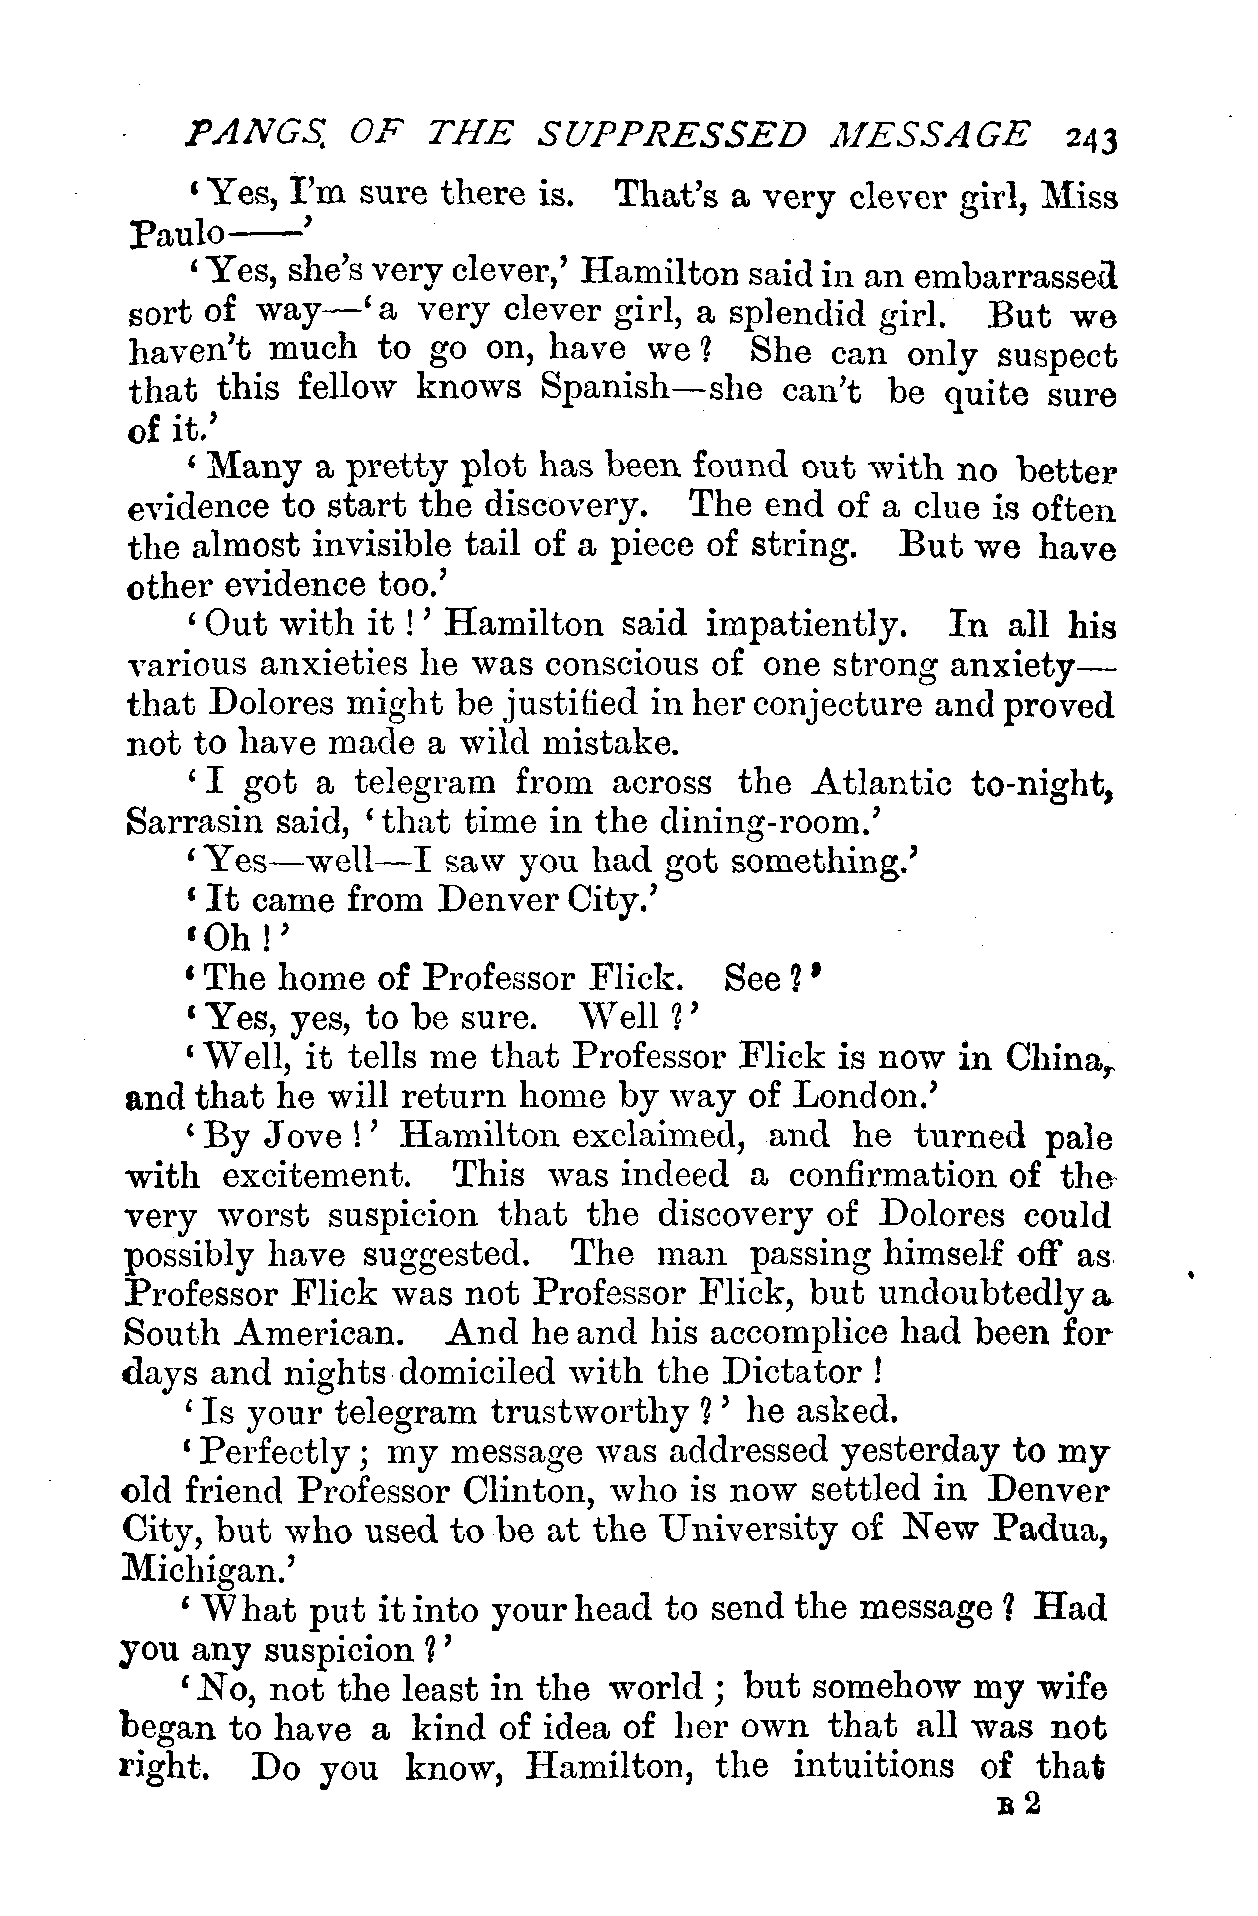 PANGS OF THE SUPPRESSED MESSAGE 243
‘Yes, I’m sure there is. That’s a very clever girl, Miss
Paulo——’
‘Yes, she’s very clever,’ Hamilton said in an embarrassed
sort of way—‘a very clever girl, a splendid girl. But we
haven’t much to go on, have we? She can only suspect
that this fellow knows Spanish—she can’t be quite sure
of it.’
‘Many a pretty plot has been found out with no better
evidence to start the discovery. The end of a clue is often
the almost invisible tail of a piece of string. But we have
other evidence too.’
‘Out with it!’ Hamilton said impatiently. In all his
various anxieties he was conscious of one strong anxiety—
that Dolores might be justified in her conjecture and proved
not to have made a wild mistake.
‘I got a telegram from across the Atlantic to-night,
Sarrasin said, ‘that time in the dining-room.’
‘Yes—well—I saw you had got something.’
‘It came from Denver City.’
‘Oh!’
‘The home of Professor Flick. See?’
‘Yes, yes, to be sure. Well?’
‘Well, it tells me that Professor Flick is now in China,
and that he will return home by way of London.’
‘By Jove!’ Hamilton exclaimed, and he turned pale
with excitement. This was indeed a confirmation of the
very worst suspicion that the discovery of Dolores could
possibly have suggested. The man passing himself off as
Professor Flick was not Professor Flick, but undoubtedly a
South American. And he and his accomplice had been for
days and nights domiciled with the Dictator!
‘Is your telegram trustworthy?’ he asked.
‘Perfectly; my message was addressed yesterday to my
old friend Professor Clinton, who is now settled in Denver
City, but who used to be at the University of New Padua,
Michigan.’
‘What put it into your head to send the message? Had
you any suspicion?’
‘No, not the least in the world; but somehow my wife
began to have a kind of idea of her own that all was not
right. Do you know, Hamilton, the intuitions of that
R 2